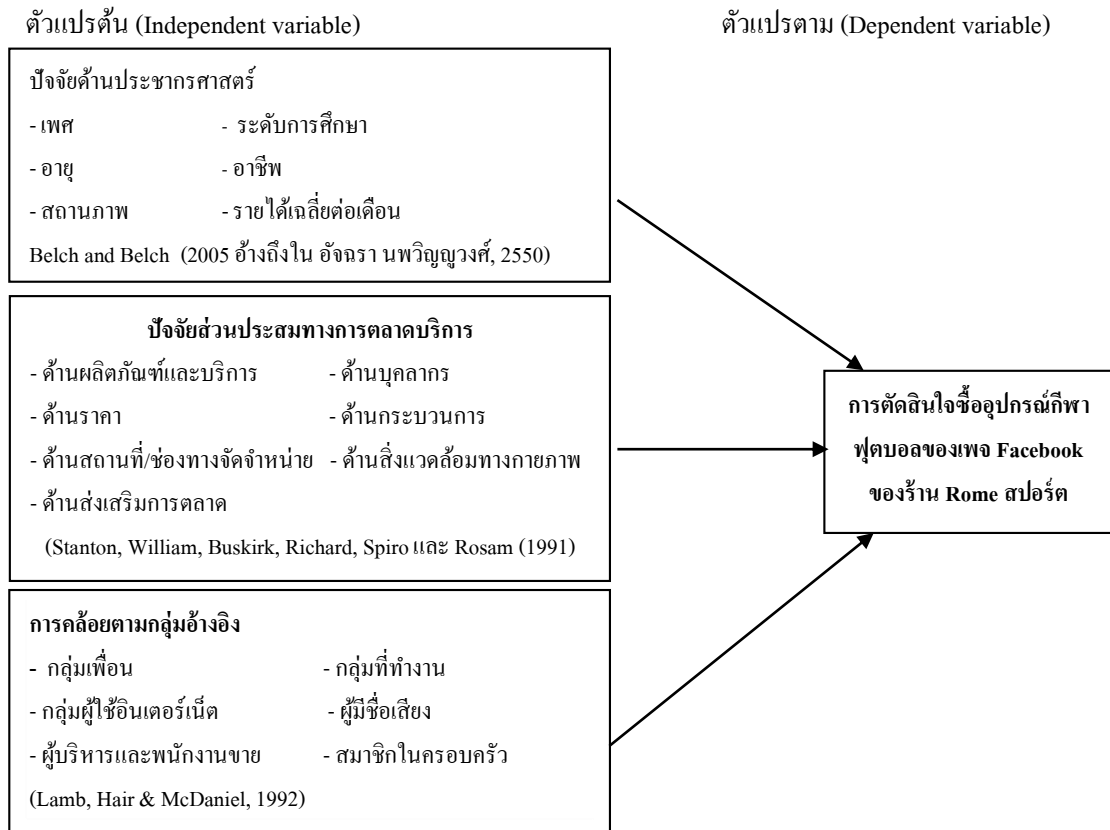 ตัวแปรต้น (Independent variable) ตัวแปรตาม (Dependent variable)
ปัจจัยด้านประชากรศาสตร์
- เพศ - ระดับการศึกษา
- อายุ - อาชีพ
- สถานภาพ - รายได้เฉลี่ยต่อเดือน
Belch and Belch (2005 อ้างถึงใน อัจฉรา นพวิญญูวงศ์, 2550)
ปัจจัยส่วนประสมทางการตลาดบริการ
- ด้านผลิตภัณฑ์และบริการ - ด้านบุคลากร
- ด้านราคา - ด้านกระบวนการ
- ด้านสถานที่/ช่องทางจัดจำหน่าย - ด้านสิ่งแวดล้อมทางกายภาพ
- ด้านส่งเสริมการตลาด
(Stanton, William, Buskirk, Richard, Spiro และ Rosam (1991)
การคล้อยตามกลุ่มอ้างอิง
- กลุ่มเพื่อน - กลุ่มที่ทำงาน
- กลุ่มผู้ใช้อินเตอร์เน็ต - ผู้มีชื่อเสียง
- ผู้บริหารและพนักงานขาย - สมาชิกในครอบครัว
(Lamb, Hair & McDaniel, 1992)
การตัดสินใจซื้ออุปกรณ์กีฬา
ฟุตบอลของเพจ Facebook
ของร้าน Rome สปอร์ต